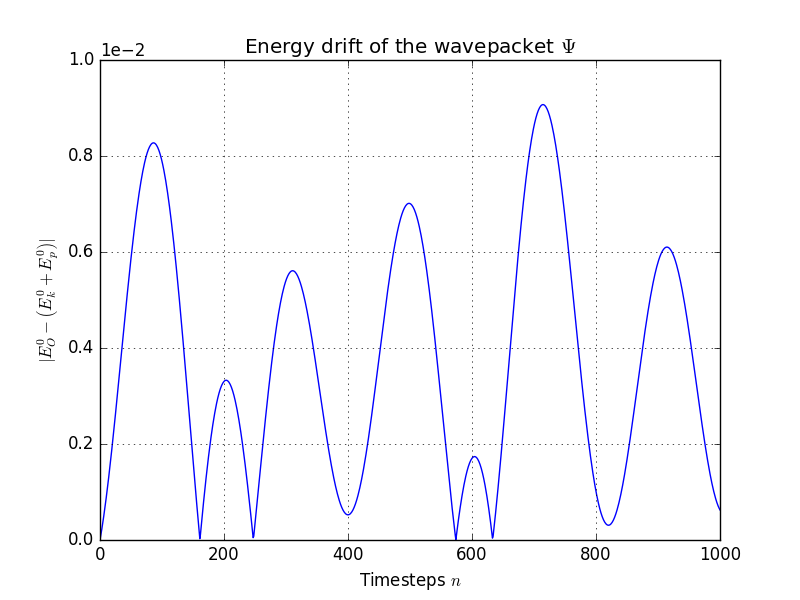 Energy drift of the wavepacket Ψ
1e−2
1.0
0.8
0.6
0.4
0.2
0.0
|E_O^0 − (E_k^0 + E_p^0)|
0 200 400 600 800 1000
Timesteps n